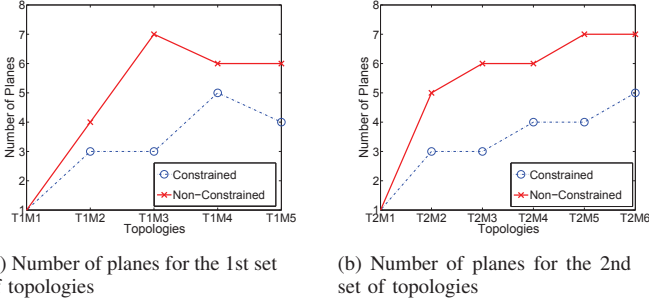 8
7
6
5
4
3
2
1
Number of Planes
Constrained
Non-Constrained
T1M1 T1M2 T1M3 T1M4 T1M5
Topologies
8
7
6
5
4
3
2
1
Number of Planes
Constrained
Non-Constrained
T2M1 T2M2 T2M3 T2M4 T2M5 T2M6
Topologies
) Number of planes for the 1st set
f topologies
(b) Number of planes for the 2nd
set of topologies